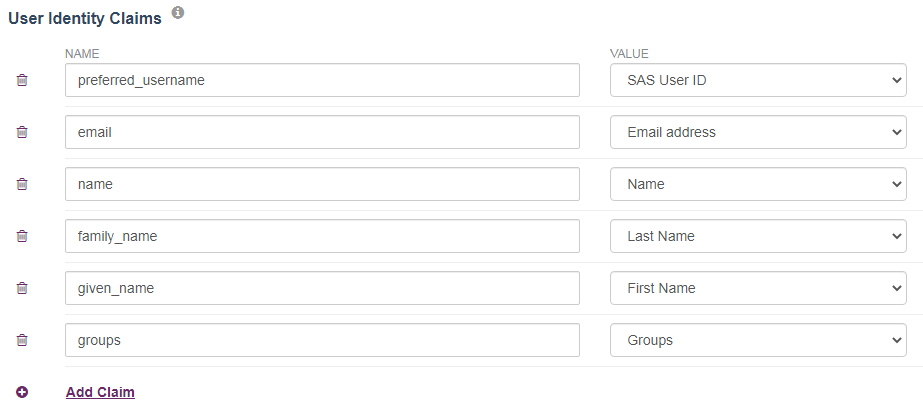 User Identity Claims
NAME VALUE
preferred_username SAS User ID
email Email address
name Name
family_name Last Name
given_name First Name
groups Groups
Add Claim